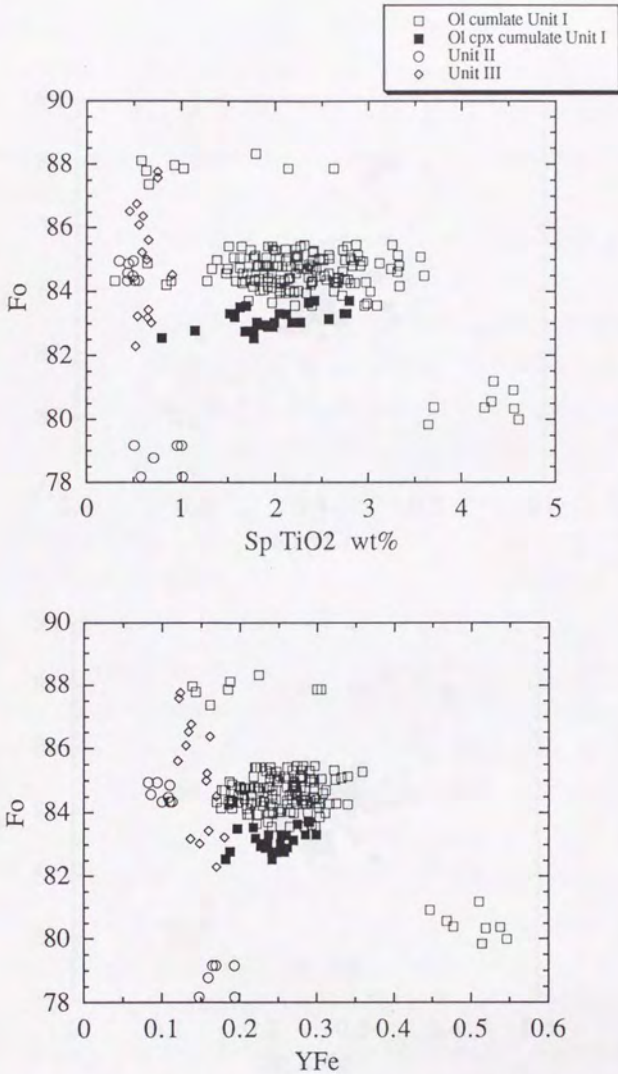 Ol cumlate Unit I
Ol cpx cumulate Unit I
Unit II
Unit III
90
88
86
84
82
80
78
Fo
0 1 2 3 4 5
Sp TiO2 wt%
90
88
86
84
82
80
78
Fo
0 0.1 0.2 0.3 0.4 0.5 0.6
YFe